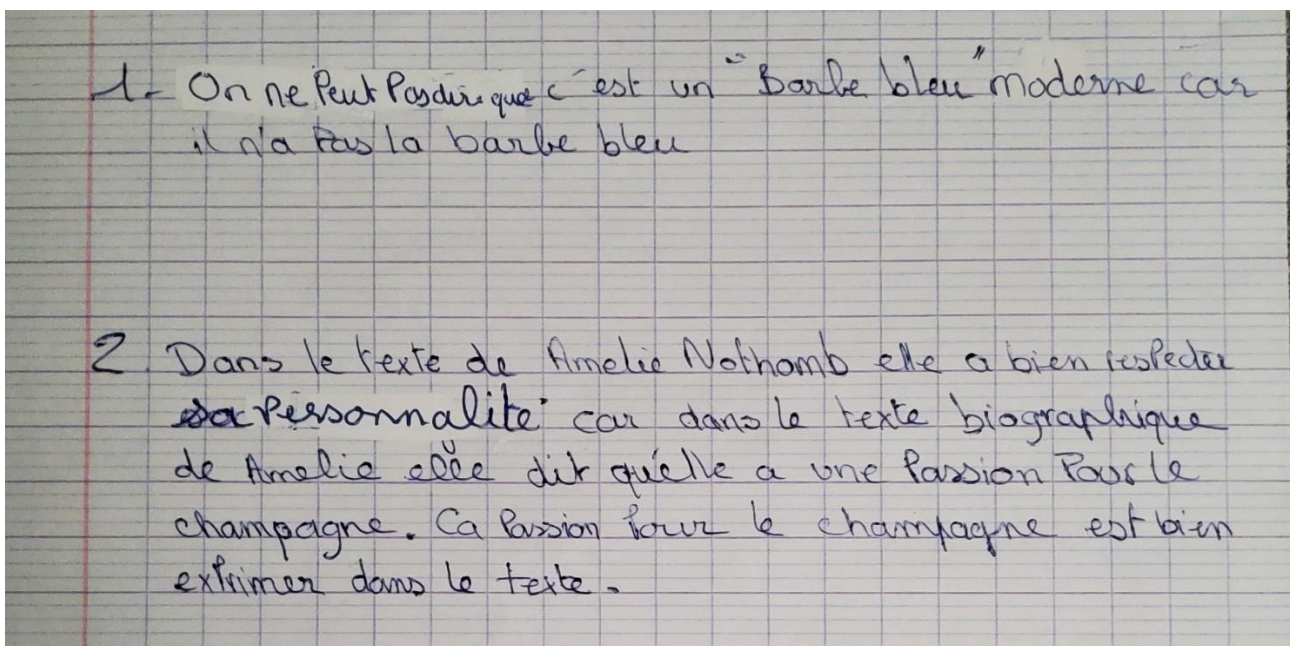 1- On ne Peut Pas dire que c'est un "Barbe bleu" moderne car
il n'a Pas la barbe bleu
2. Dans le texte de Amelie Nothomb elle a bien respecter
sa Personnalité car dans le texte biographique
de Amelie elle dit qu'elle a une Passion Pour le
champagne. Ca Passion Pour le champagne est bien
exPrimer dans le texte.